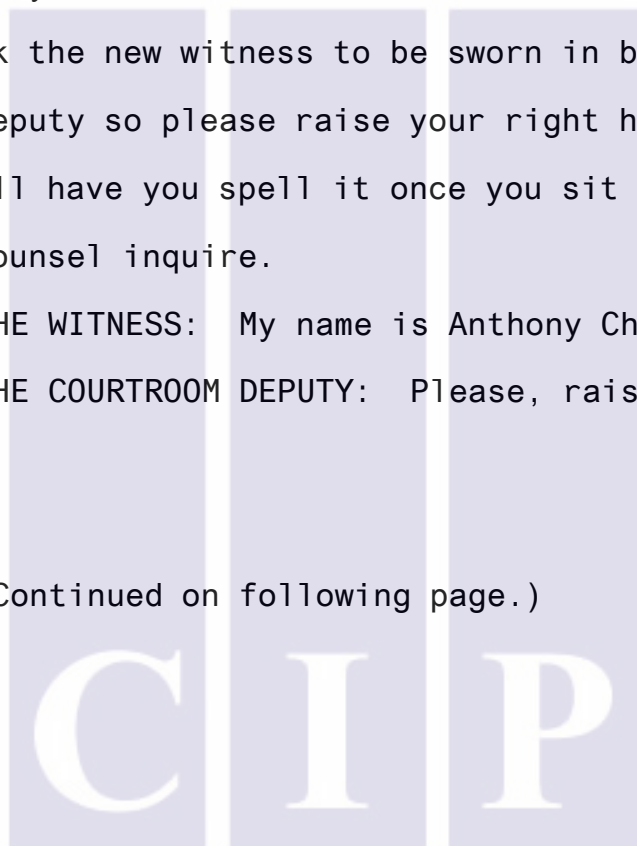 k the new witness to be sworn in b
eputy so please raise your right h
ll have you spell it once you sit
ounsel inquire.
HE WITNESS: My name is Anthony Ch
HE COURTROOM DEPUTY: Please, rais
Continued on following page.)
C I P